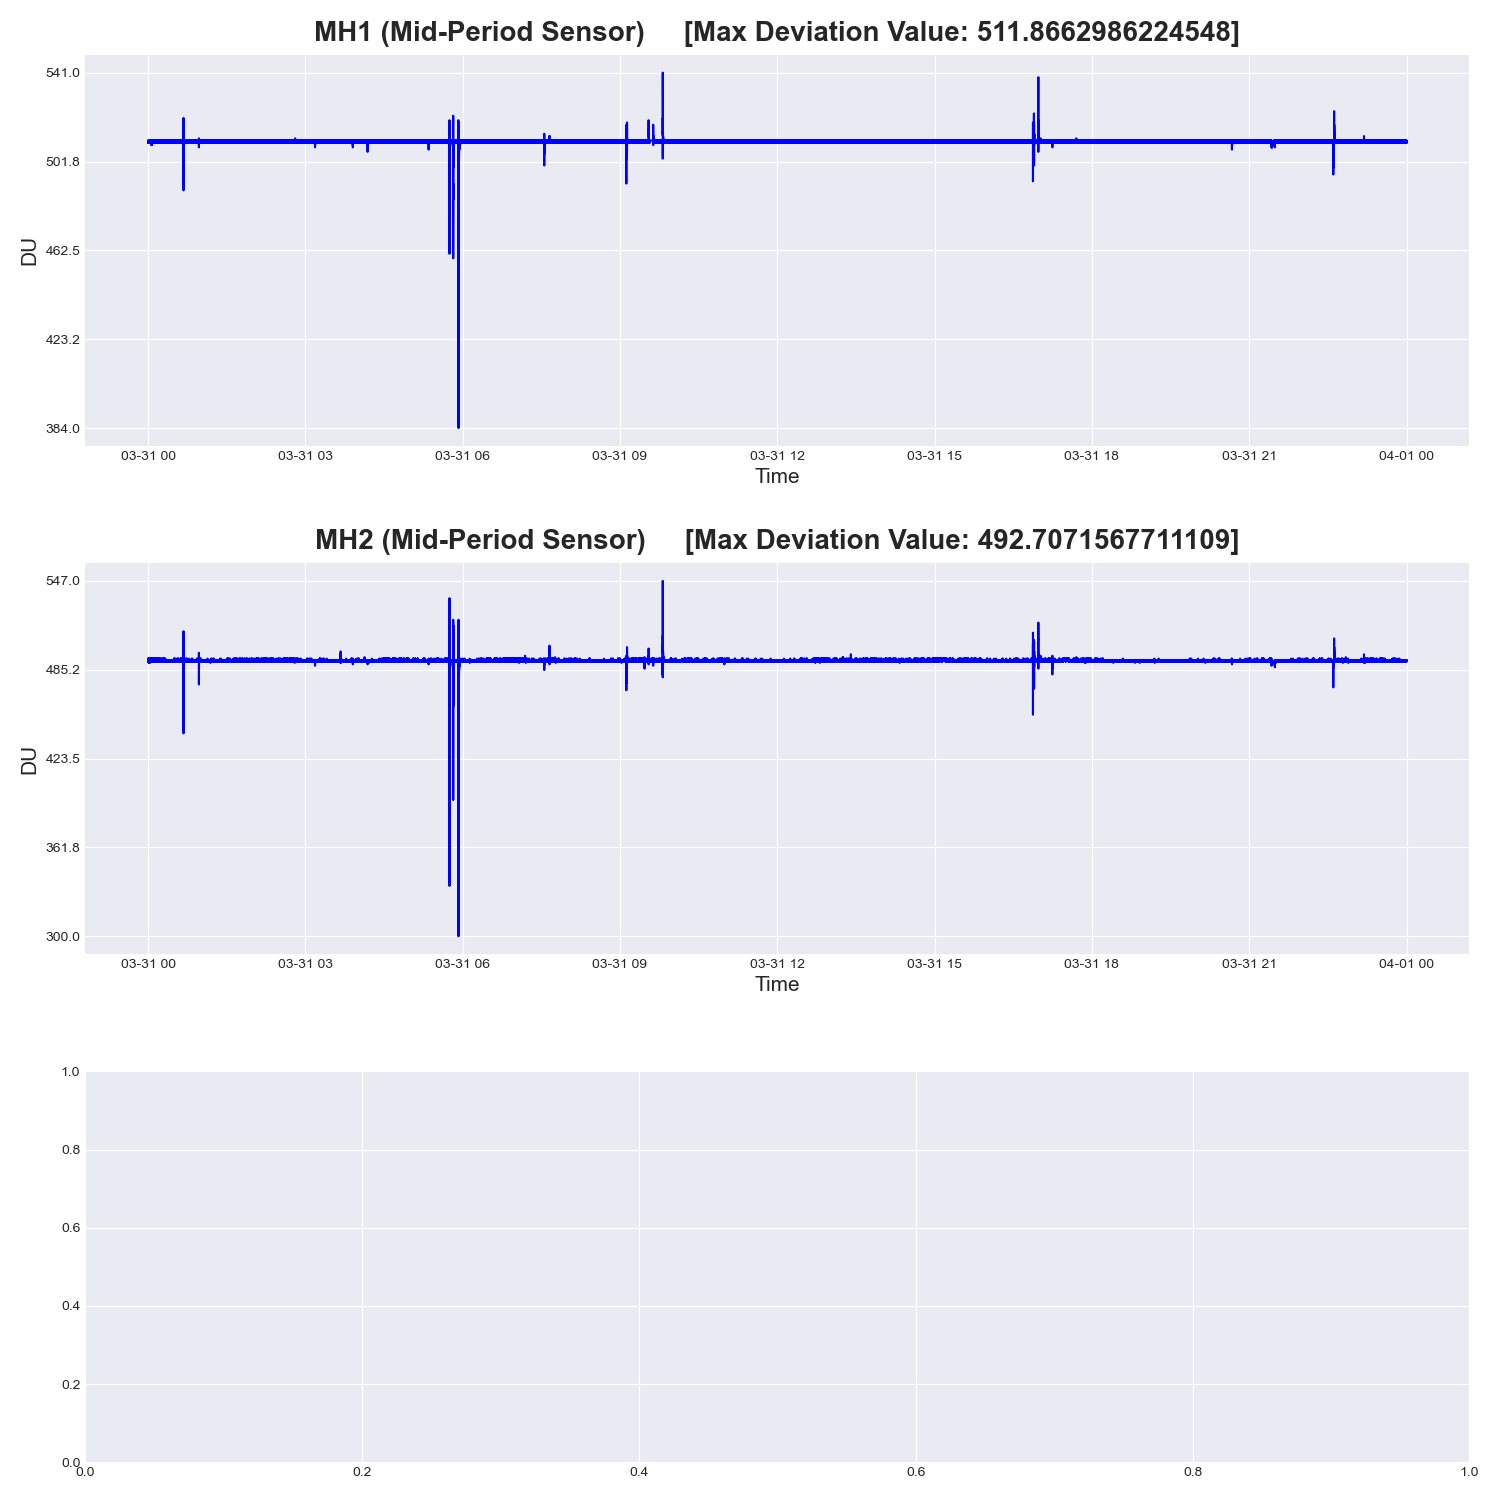 MH1 (Mid-Period Sensor) [Max Deviation Value: 511.8662986224548]
541.0
501.8
462.5
423.2
384.0
DU
03-31 00 03-31 03 03-31 06 03-31 09 03-31 12 03-31 15 03-31 18 03-31 21 04-01 00
Time
MH2 (Mid-Period Sensor) [Max Deviation Value: 492.7071567711109]
547.0
485.2
423.5
361.8
300.0
DU
03-31 00 03-31 03 03-31 06 03-31 09 03-31 12 03-31 15 03-31 18 03-31 21 04-01 00
Time
1.0
0.8
0.6
0.4
0.2
0.0
0.0 0.2 0.4 0.6 0.8 1.0